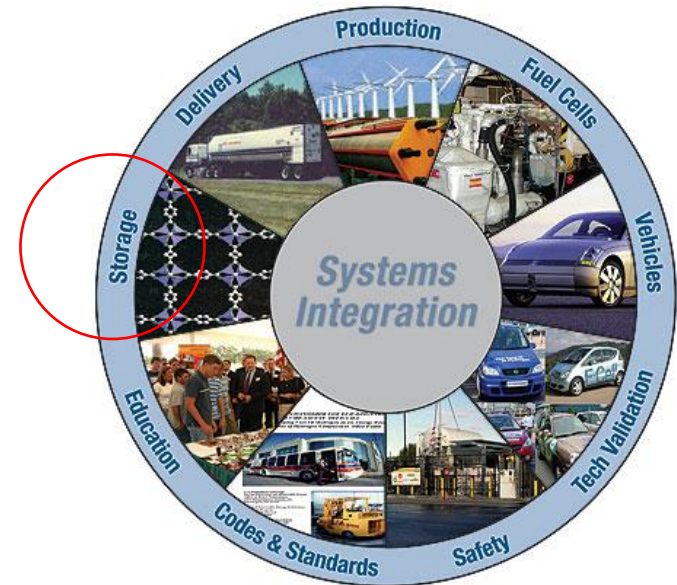 Production
Fuel Cells
Vehicles
Tech Validation
Safety
Codes & Standards
Education
Storage
Delivery
Systems
Integration